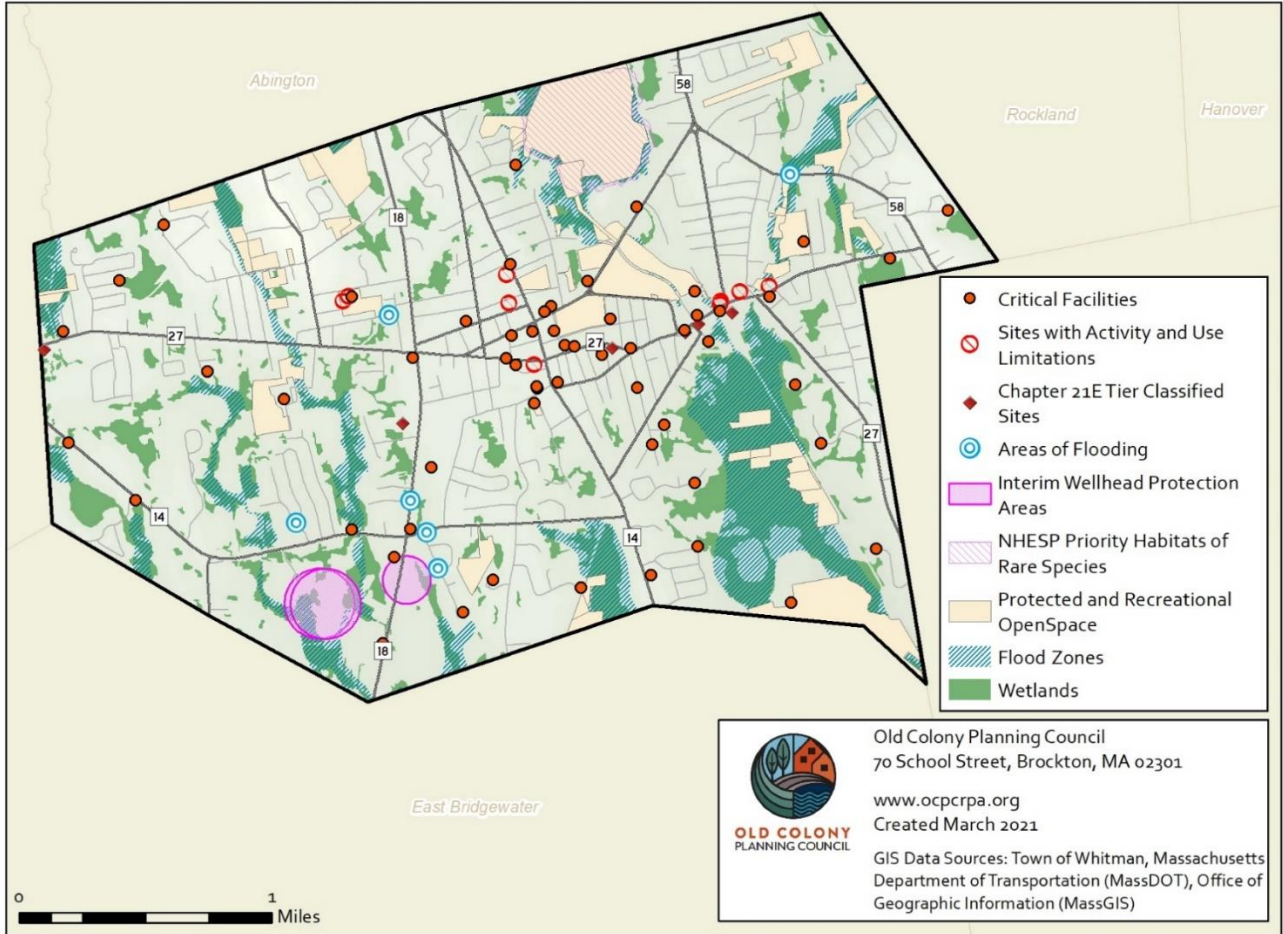 Abington
Rockland
Hanover
58
18
58
27
27
27
14
14
18
East Bridgewater
Critical Facilities
Sites with Activity and Use
Limitations
Chapter 21E Tier Classified
Sites
Areas of Flooding
Interim Wellhead Protection
Areas
NHESP Priority Habitats of
Rare Species
Protected and Recreational
OpenSpace
Flood Zones
Wetlands
OLD COLONY
PLANNING COUNCIL
Old Colony Planning Council
70 School Street, Brockton, MA 02301
www.ocpcrpa.org
Created March 2021
GIS Data Sources: Town of Whitman, Massachusetts
Department of Transportation (MassDOT), Office of
Geographic Information (MassGIS)
0 1
Miles